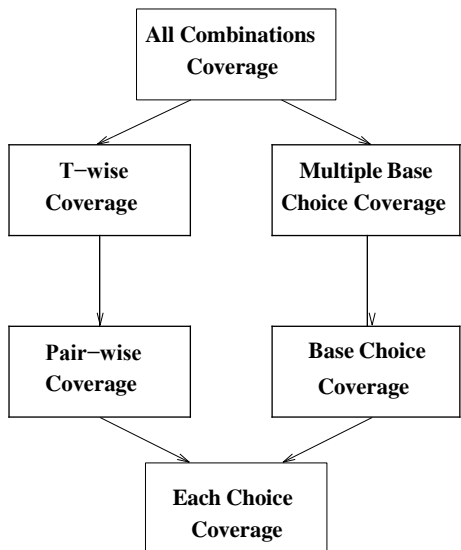 All Combinations
Coverage
T−wise
Coverage
Multiple Base
Choice Coverage
Pair−wise
Coverage
Base Choice
Coverage
Each Choice
Coverage